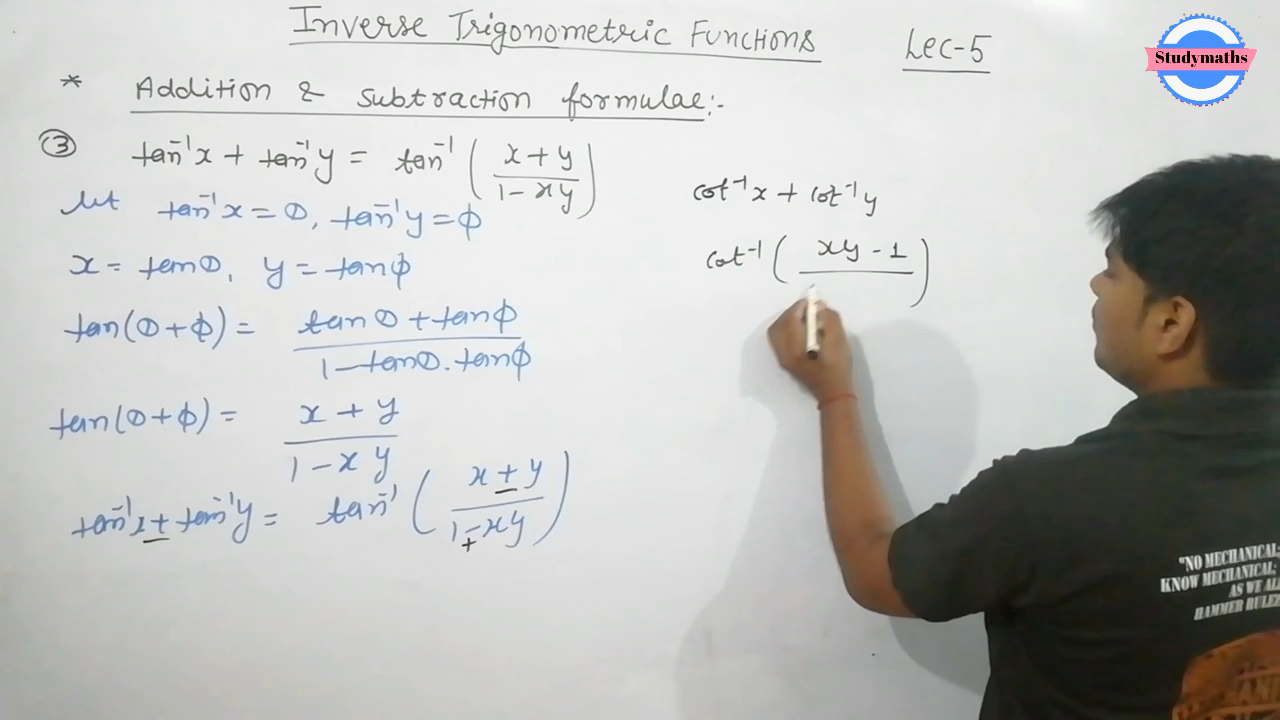 Inverse Trigonometric Functions Lec-5
Studymaths
* Addition & Subtraction formulae:-
③ tan⁻¹x + tan⁻¹y = tan⁻¹ ( x + y / 1 - xy )
let tan⁻¹x = θ, tan⁻¹y = ϕ
x = tanθ, y = tanϕ
tan(θ + ϕ) = tanθ + tanϕ / 1 - tanθ . tanϕ
tan(θ + ϕ) = x + y / 1 - x y
tan⁻¹x ± tan⁻¹y = tan⁻¹ ( x ± y / 1 ∓ xy )
cot⁻¹x + cot⁻¹y
cot⁻¹ ( xy - 1 / )
"NO MECHANICAL,
KNOW MECHANICAL;
AS WE ALL
HAMMER RULE